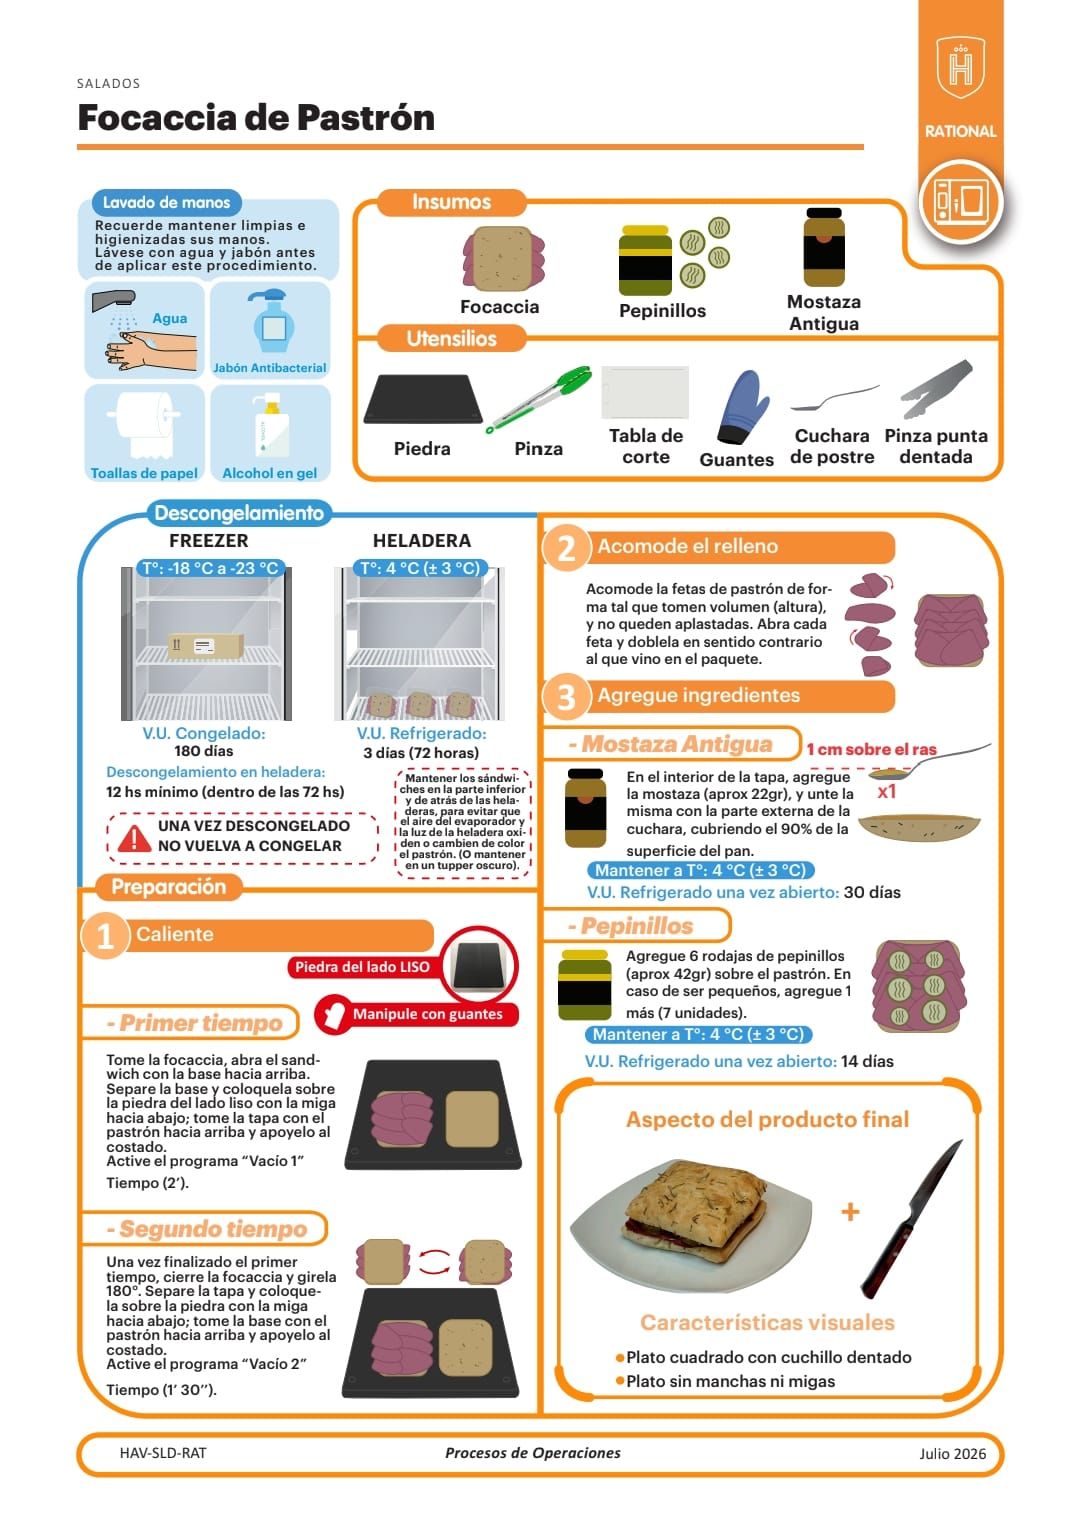 SALADOS
Focaccia de Pastrón
H
RATIONAL
Lavado de manos
Recuerde mantener limpias e
higienizadas sus manos.
Lávese con agua y jabón antes
de aplicar este procedimiento.
Agua
Jabón Antibacterial
Toallas de papel
Alcohol en gel
Insumos
Focaccia
Pepinillos
Mostaza
Antigua
Utensilios
Piedra
Pinza
Tabla de
corte
Guantes
Cuchara
de postre
Pinza punta
dentada
Descongelamiento
FREEZER
T°: -18 °C a -23 °C
V.U. Congelado:
180 días
HELADERA
T°: 4 °C (± 3 °C)
V.U. Refrigerado:
3 días (72 horas)
Descongelamiento en heladera:
12 hs mínimo (dentro de las 72 hs)
UNA VEZ DESCONGELADO
NO VUELVA A CONGELAR
Mantener los sándwi-
ches en la parte inferior
y de atrás de las hela-
deras, para evitar que
el aire del evaporador y
la luz de la heladera oxi-
den o cambien de color
el pastrón. (O mantener
en un tupper oscuro).
Preparación
1
Caliente
Piedra del lado LISO
Manipule con guantes
- Primer tiempo
Tome la focaccia, abra el sand-
wich con la base hacia arriba.
Separe la base y coloquela sobre
la piedra del lado liso con la miga
hacia abajo; tome la tapa con el
pastrón hacia arriba y apoyelo al
costado.
Active el programa “Vacío 1”
Tiempo (2’).
- Segundo tiempo
Una vez finalizado el primer
tiempo, cierre la focaccia y girela
180°. Separe la tapa y coloque-
la sobre la piedra con la miga
hacia abajo; tome la base con el
pastrón hacia arriba y apoyelo al
costado.
Active el programa “Vacío 2”
Tiempo (1’ 30’’).
2
Acomode el relleno
Acomode la fetas de pastrón de for-
ma tal que tomen volumen (altura),
y no queden aplastadas. Abra cada
feta y doblela en sentido contrario
al que vino en el paquete.
3
Agregue ingredientes
- Mostaza Antigua
1 cm sobre el ras
x1
En el interior de la tapa, agregue
la mostaza (aprox 22gr), y unte la
misma con la parte externa de la
cuchara, cubriendo el 90% de la
superficie del pan.
Mantener a T°: 4 °C (± 3 °C)
V.U. Refrigerado una vez abierto: 30 días
- Pepinillos
Agregue 6 rodajas de pepinillos
(aprox 42gr) sobre el pastrón. En
caso de ser pequeños, agregue 1
más (7 unidades).
Mantener a T°: 4 °C (± 3 °C)
V.U. Refrigerado una vez abierto: 14 días
Aspecto del producto final
+
Características visuales
●Plato cuadrado con cuchillo dentado
●Plato sin manchas ni migas
HAV-SLD-RAT
Procesos de Operaciones
Julio 2026